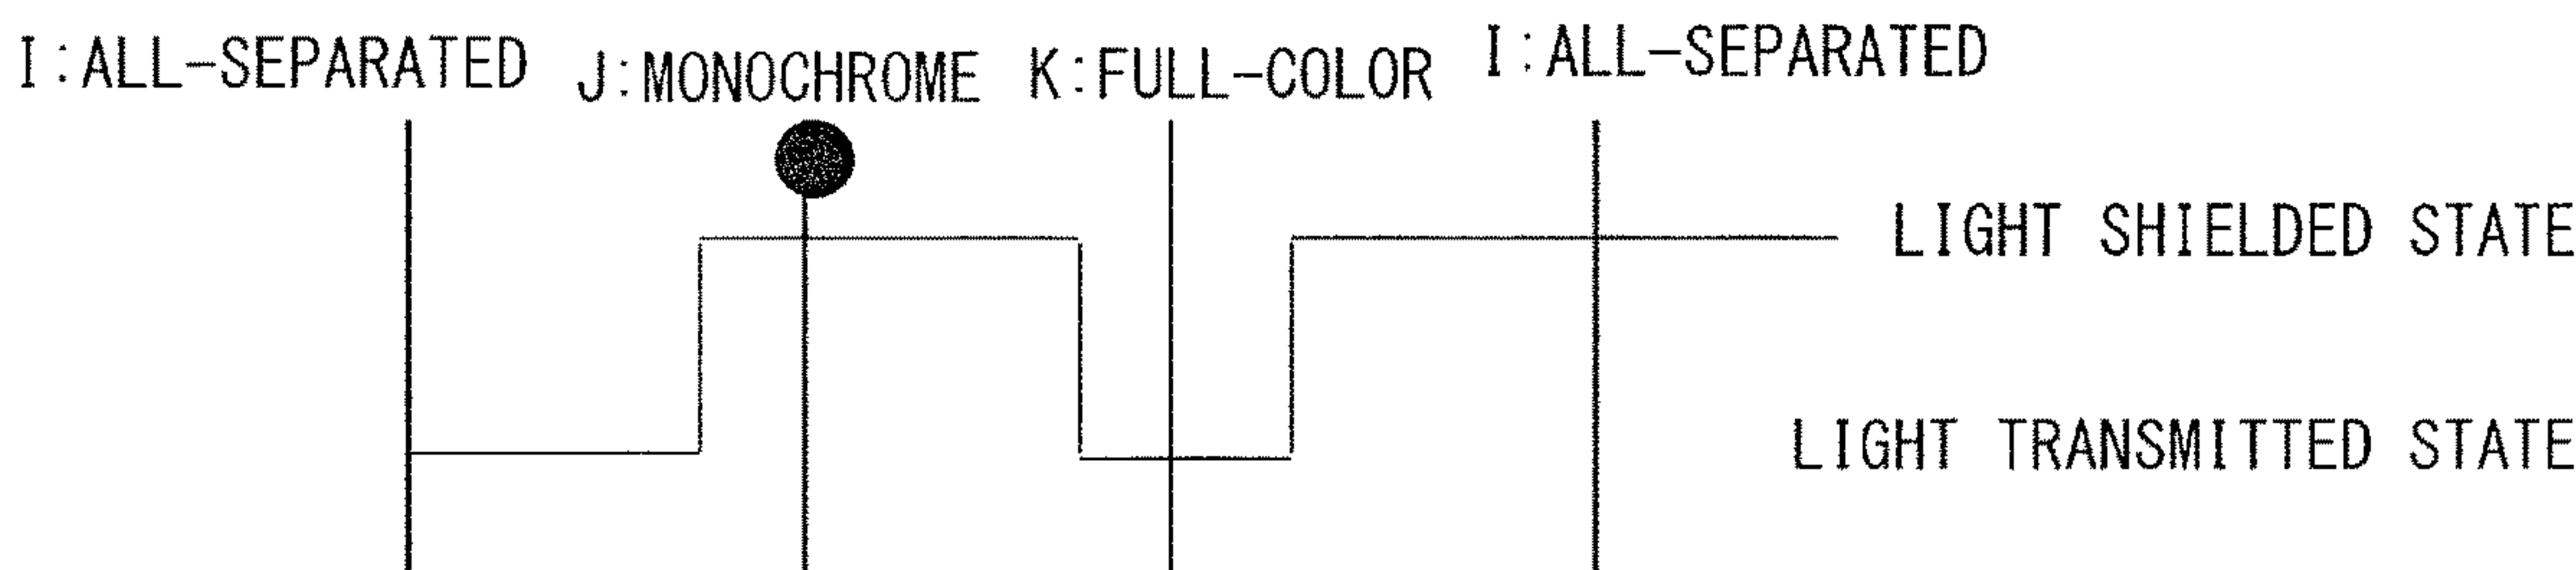 I:ALL-SEPARATED J:MONOCHROME K:FULL-COLOR I:ALL-SEPARATED
LIGHT SHIELDED STATE
LIGHT TRANSMITTED STATE